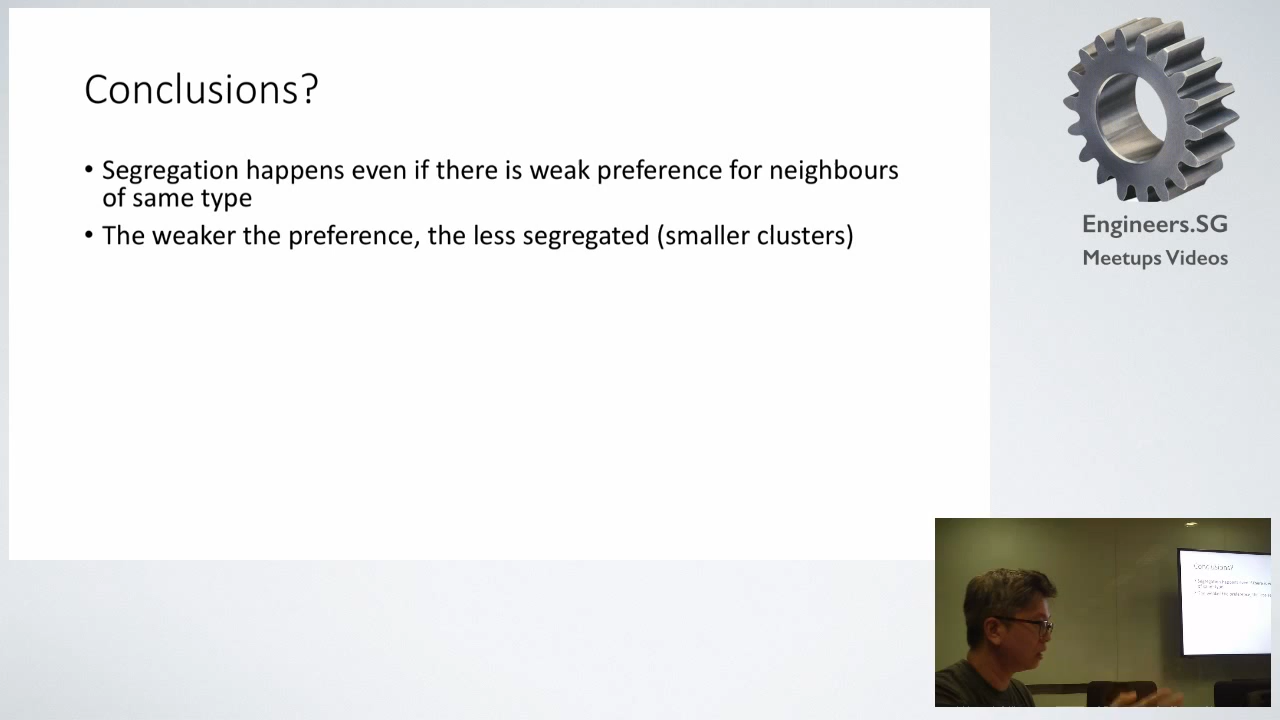 Conclusions?
• Segregation happens even if there is weak preference for neighbours
of same type
• The weaker the preference, the less segregated (smaller clusters)
Engineers.SG
Meetups Videos
Conclusions?